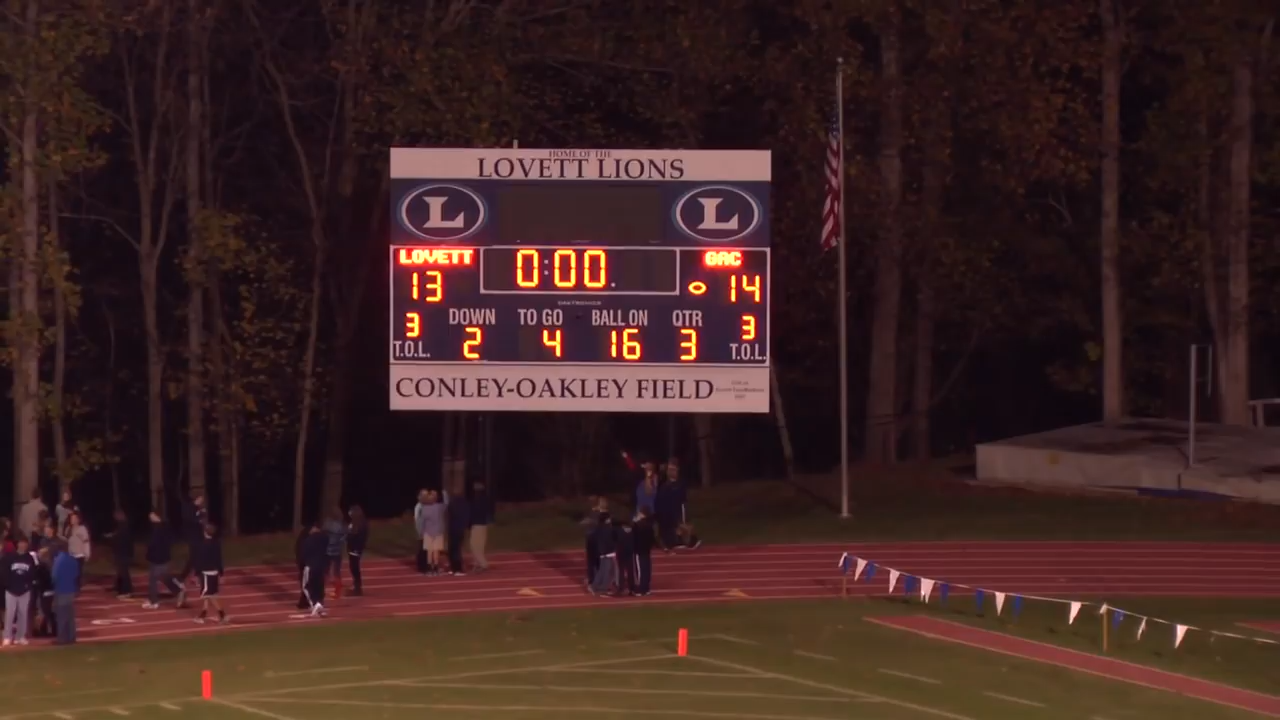 HOME OF THE
LOVETT LIONS
L L
LOVETT 0:00 GAC
13 14
DAKTRONICS
3 DOWN TO GO BALL ON QTR 3
T.O.L. 2 4 16 3 T.O.L.
CONLEY-OAKLEY FIELD